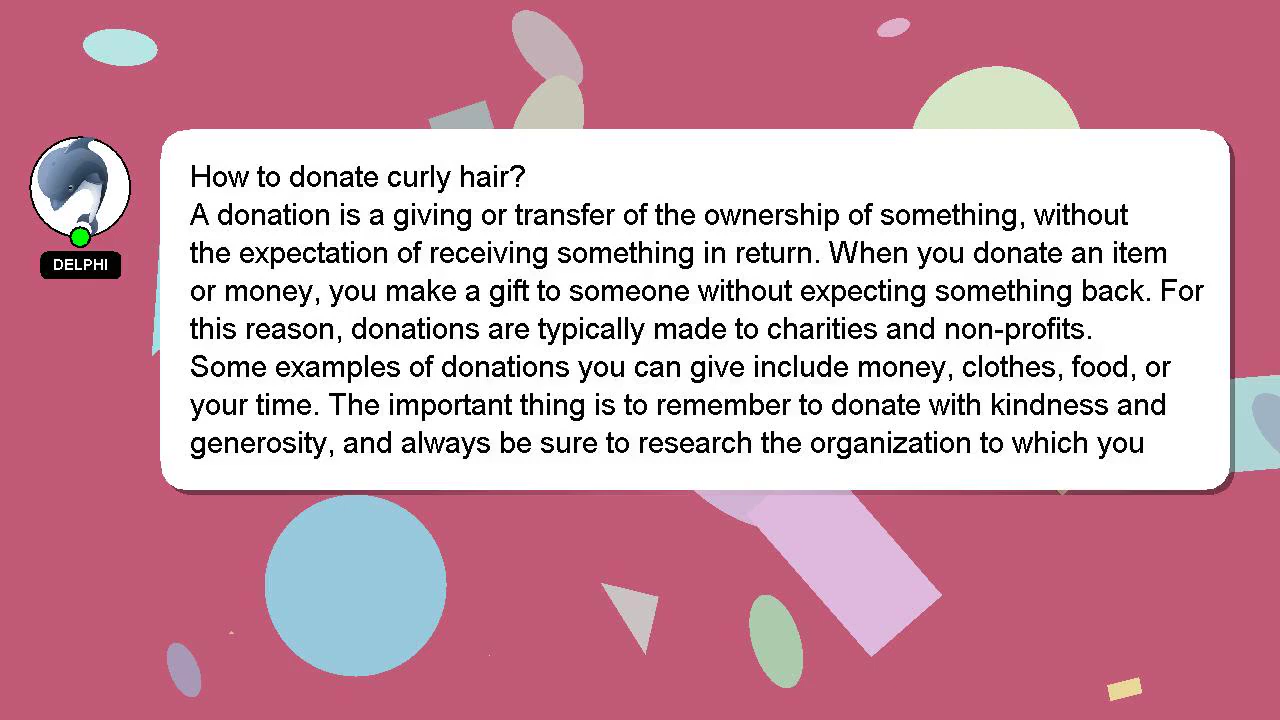 How to donate curly hair?
A donation is a giving or transfer of the ownership of something, without
the expectation of receiving something in return. When you donate an item
or money, you make a gift to someone without expecting something back. For
this reason, donations are typically made to charities and non-profits.
Some examples of donations you can give include money, clothes, food, or
your time. The important thing is to remember to donate with kindness and
generosity, and always be sure to research the organization to which you
DELPHI